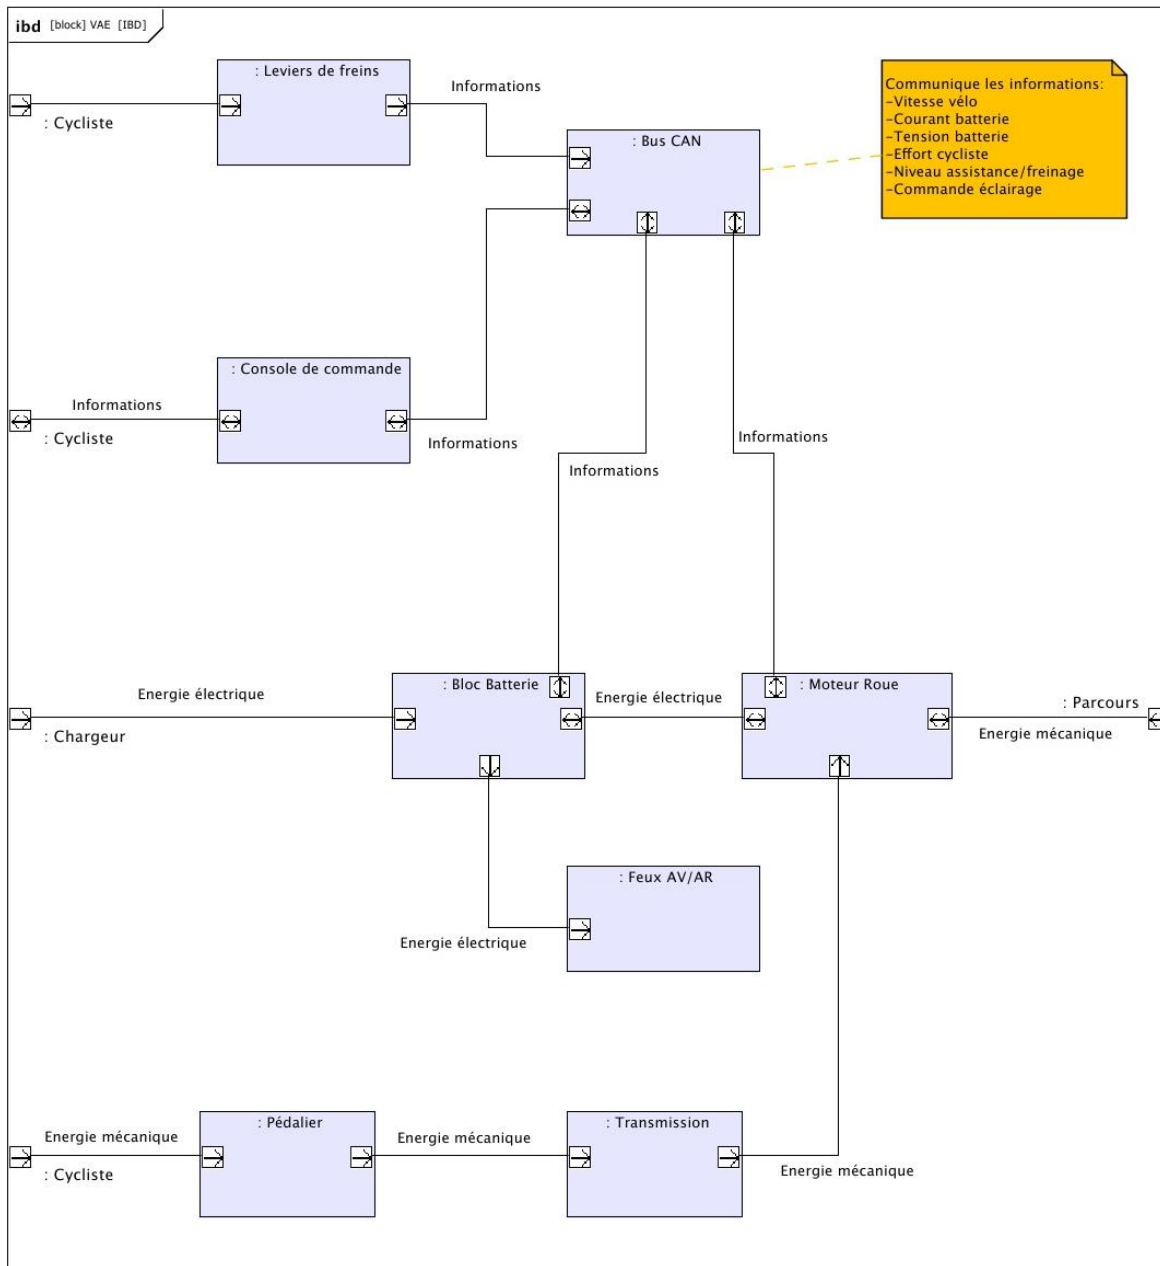 ibd [block] VAE [IBD]
: Leviers de freins
Informations
: Cycliste
: Bus CAN
Communique les informations:
-Vitesse vélo
-Courant batterie
-Tension batterie
-Effort cycliste
-Niveau assistance/freinage
-Commande éclairage
: Console de commande
Informations
: Cycliste
Informations
Informations
Informations
: Bloc Batterie
: Moteur Roue
Energie électrique
Energie électrique
: Parcours
: Chargeur
Energie mécanique
: Feux AV/AR
Energie électrique
: Pédalier
: Transmission
Energie mécanique
Energie mécanique
: Cycliste
Energie mécanique